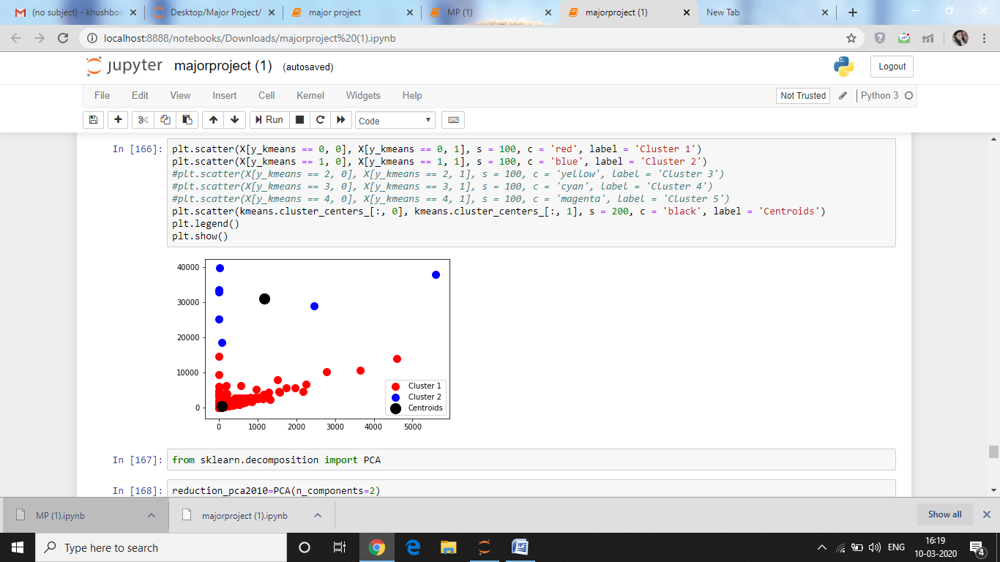 (no subject) - khushboo
Desktop/Major Project/
major project
MP (1)
majorproject (1)
New Tab
localhost:8888/notebooks/Downloads/majorproject%20(1).ipynb
jupyter majorproject (1) (autosaved)
Logout
File Edit View Insert Cell Kernel Widgets Help
Not Trusted
Python 3
Run
Code
In [166]:
plt.scatter(X[y_kmeans == 0, 0], X[y_kmeans == 0, 1], s = 100, c = 'red', label = 'Cluster 1')
plt.scatter(X[y_kmeans == 1, 0], X[y_kmeans == 1, 1], s = 100, c = 'blue', label = 'Cluster 2')
#plt.scatter(X[y_kmeans == 2, 0], X[y_kmeans == 2, 1], s = 100, c = 'yellow', label = 'Cluster 3')
#plt.scatter(X[y_kmeans == 3, 0], X[y_kmeans == 3, 1], s = 100, c = 'cyan', label = 'Cluster 4')
#plt.scatter(X[y_kmeans == 4, 0], X[y_kmeans == 4, 1], s = 100, c = 'magenta', label = 'Cluster 5')
plt.scatter(kmeans.cluster_centers_[:, 0], kmeans.cluster_centers_[:, 1], s = 200, c = 'black', label = 'Centroids')
plt.legend()
plt.show()
40000
30000
20000
10000
0
Cluster 1
Cluster 2
Centroids
0 1000 2000 3000 4000 5000
In [167]:
from sklearn.decomposition import PCA
In [168]:
reduction_pca2010=PCA(n_components=2)
MP (1).ipynb
majorproject (1).ipynb
Show all
Type here to search
ENG
16:19
10-03-2020
4